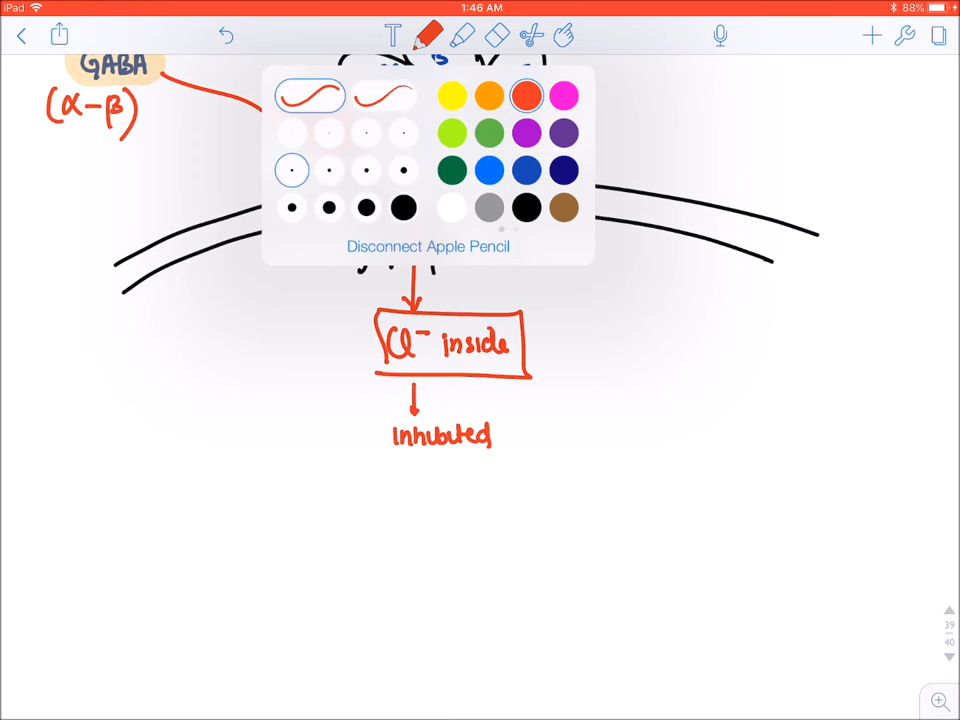 iPad 1:46 AM 88%
T
GABA
(α-β)
Disconnect Apple Pencil
Cl⁻ inside
Inhibited
39
40